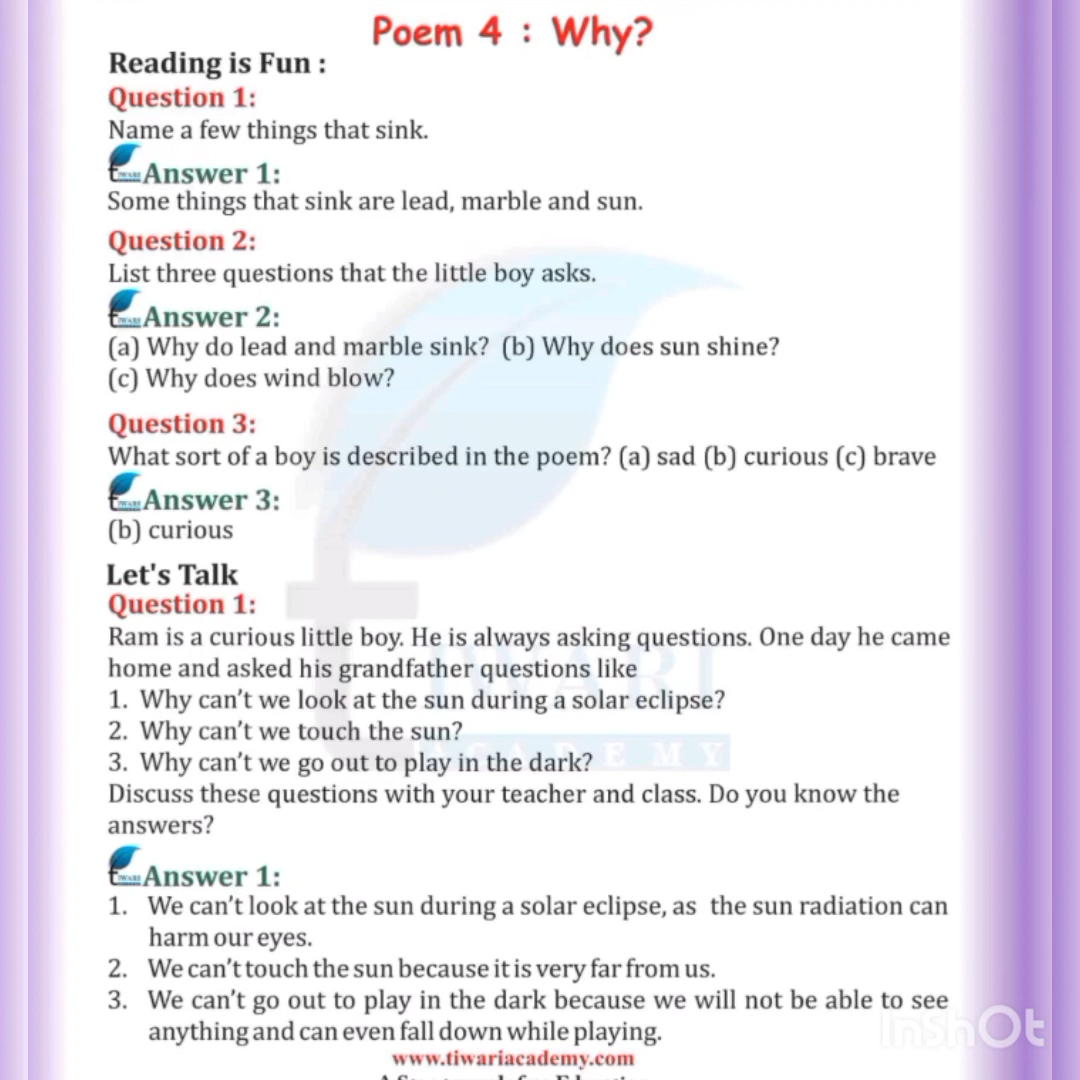 Poem 4 : Why?
Reading is Fun :
Question 1:
Name a few things that sink.
Answer 1:
Some things that sink are lead, marble and sun.
Question 2:
List three questions that the little boy asks.
Answer 2:
(a) Why do lead and marble sink? (b) Why does sun shine?
(c) Why does wind blow?
Question 3:
What sort of a boy is described in the poem? (a) sad (b) curious (c) brave
Answer 3:
(b) curious
Let's Talk
Question 1:
Ram is a curious little boy. He is always asking questions. One day he came
home and asked his grandfather questions like
1. Why can't we look at the sun during a solar eclipse?
2. Why can't we touch the sun?
3. Why can't we go out to play in the dark?
Discuss these questions with your teacher and class. Do you know the
answers?
Answer 1:
1. We can't look at the sun during a solar eclipse, as the sun radiation can
harm our eyes.
2. We can't touch the sun because it is very far from us.
3. We can't go out to play in the dark because we will not be able to see
anything and can even fall down while playing.
InshOt
www.tiwariacademy.com
TIWARI
ACADEMY